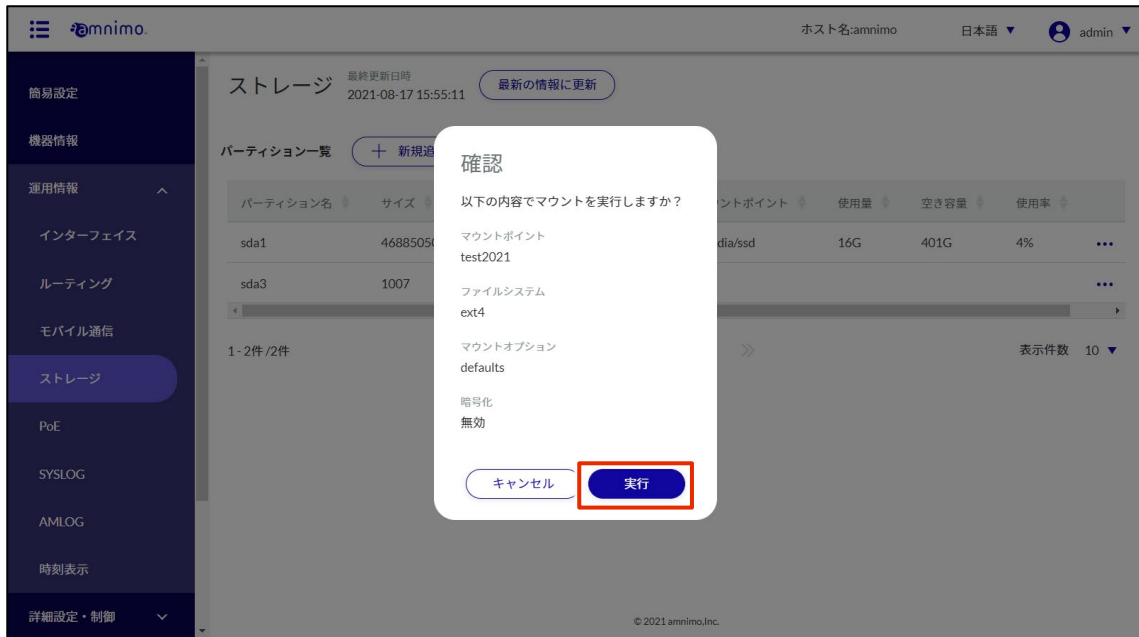 amnimo.
ホスト名:amnimo
日本語 ▼
admin ▼
簡易設定
機器情報
運用情報
インターフェイス
ルーティング
モバイル通信
ストレージ
PoE
SYSLOG
AMLOG
時刻表示
詳細設定・制御
ストレージ
最終更新日時
2021-08-17 15:55:11
最新の情報に更新
パーティション一覧
+ 新規追
パーティション名 サイズ ントポイント 使用量 空き容量 使用率
sda1 4688505 dia/ssd 16G 401G 4% •••
sda3 1007 •••
1 - 2件 /2件
表示件数 10 ▼
確認
以下の内容でマウントを実行しますか？
マウントポイント
test2021
ファイルシステム
ext4
マウントオプション
defaults
暗号化
無効
キャンセル
実行
© 2021 amnimo,Inc.